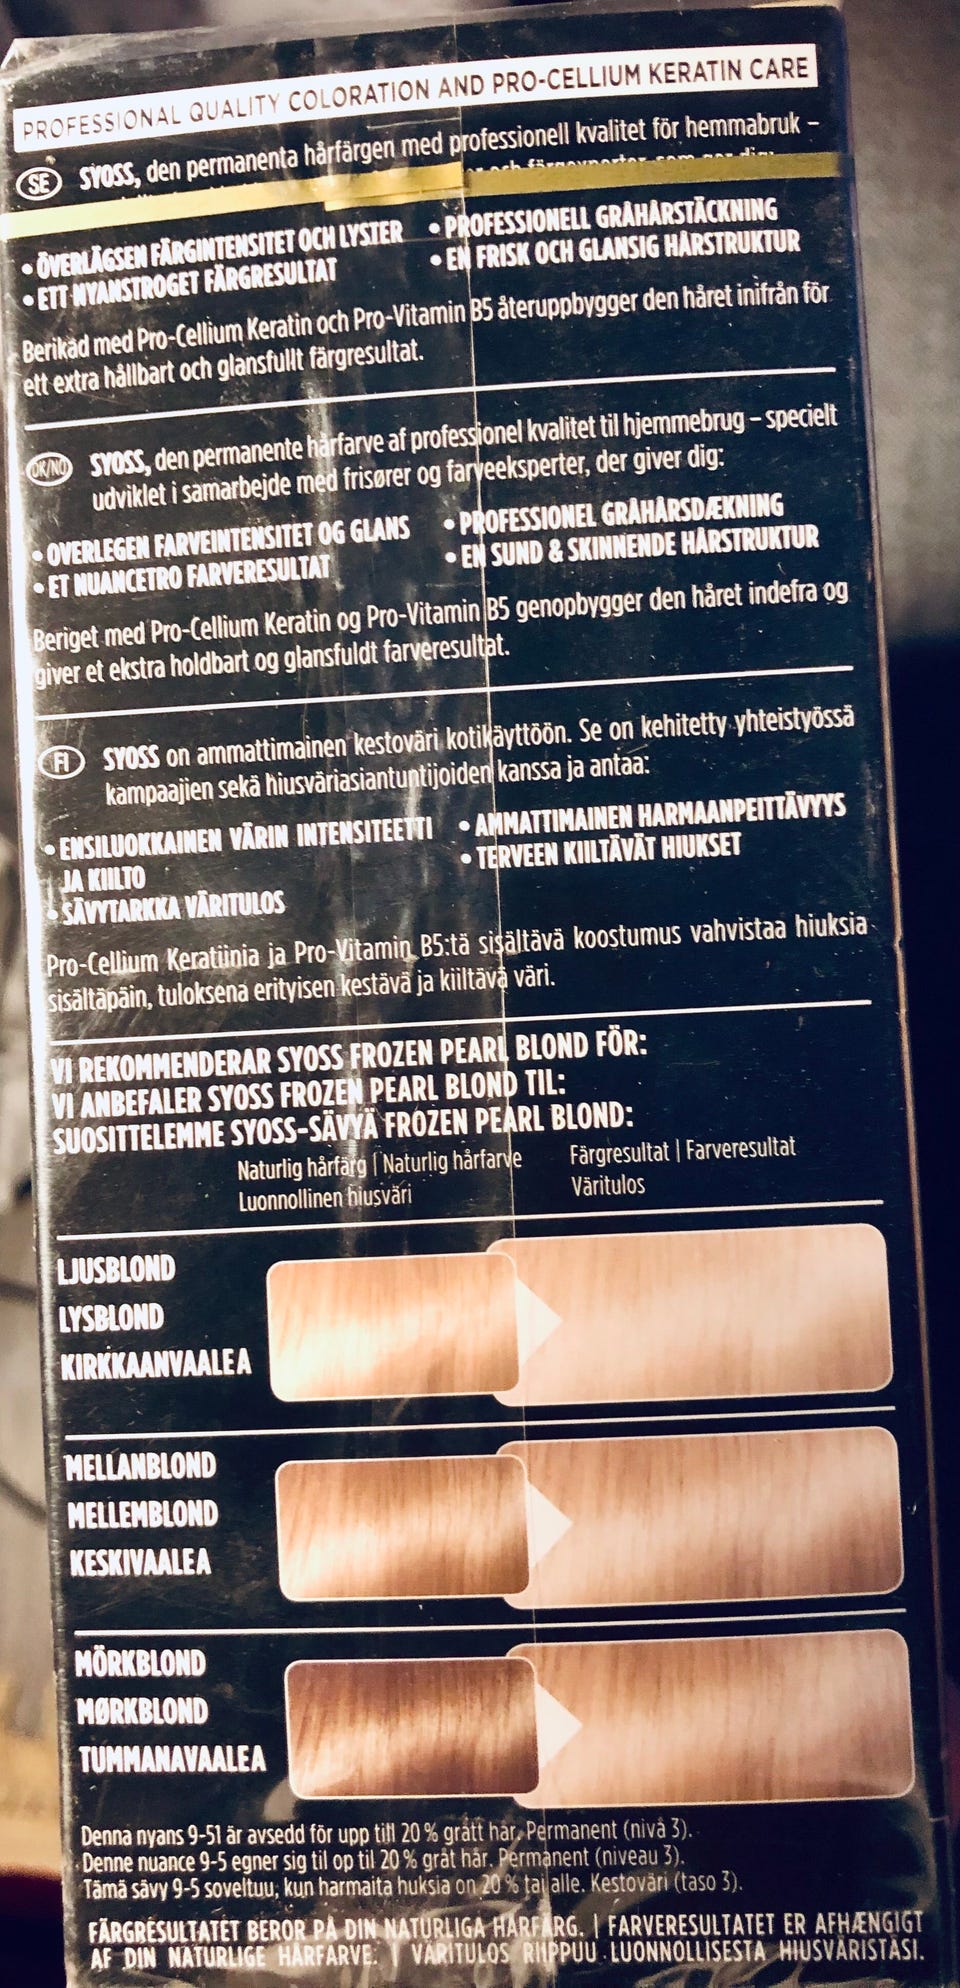 PROFESSIONAL QUALITY COLORATION AND PRO-CELLIUM KERATIN CARE
SE SYOSS, den permanenta hårfärgen med professionell kvalitet för hemmabruk –
• ÖVERLÄGSEN FÄRGINTENSITET OCH LYSTER
• ETT NYANSTROGET FÄRGRESULTAT
• PROFESSIONELL GRÅHÅRSTÄCKNING
• EN FRISK OCH GLANSIG HÅRSTRUKTUR
Berikad med Pro-Cellium Keratin och Pro-Vitamin B5 återuppbygger den håret inifrån för
ett extra hållbart och glansfullt färgresultat.
DK/NO SYOSS, den permanente hårfarve af professionel kvalitet til hjemmebrug – specielt
udviklet i samarbejde med frisører og farveeksperter, der giver dig:
• OVERLEGEN FARVEINTENSITET OG GLANS
• ET NUANCETRO FARVERESULTAT
• PROFESSIONEL GRÅHÅRSDÆKNING
• EN SUND & SKINNENDE HÅRSTRUKTUR
Beriget med Pro-Cellium Keratin og Pro-Vitamin B5 genopbygger den håret indefra og
giver et ekstra holdbart og glansfuldt farveresultat.
FI SYOSS on ammattimainen kestoväri kotikäyttöön. Se on kehitetty yhteistyössä
kampaajien sekä hiusväriasiantuntijoiden kanssa ja antaa:
• ENSILUOKKAINEN VÄRIN INTENSITEETTI
JA KIILTO
• SÄVYTARKKA VÄRITULOS
• AMMATTIMAINEN HARMAANPEITTÄVYYS
• TERVEEN KIILTÄVÄT HIUKSET
Pro-Cellium Keratiinia ja Pro-Vitamin B5:tä sisältävä koostumus vahvistaa hiuksia
sisältäpäin, tuloksena erityisen kestävä ja kiiltävä väri.
VI REKOMMENDERAR SYOSS FROZEN PEARL BLOND FÖR:
VI ANBEFALER SYOSS FROZEN PEARL BLOND TIL:
SUOSITTELEMME SYOSS-SÄVYÄ FROZEN PEARL BLOND:
Naturlig hårfärg | Naturlig hårfarve
Luonnollinen hiusväri
Färgresultat | Farveresultat
Väritulos
LJUSBLOND
LYSBLOND
KIRKKAANVAALEA
MELLANBLOND
MELLEMBLOND
KESKIVAALEA
MÖRKBLOND
MØRKBLOND
TUMMANAVAALEA
Denna nyans 9-51 är avsedd för upp till 20 % grått hår. Permanent (nivå 3).
Denne nuance 9-5 egner sig til op til 20 % gråt hår. Permanent (niveau 3).
Tämä sävy 9-5 soveltuu, kun harmaita huksia on 20 % tai alle. Kestoväri (taso 3).
FÄRGRESULTATET BEROR PÅ DIN NATURLIGA HÅRFÄRG. | FARVERESULTATET ER AFHÆNGIGT
AF DIN NATURLIGE HÅRFARVE. | VÄRITULOS RIIPPUU LUONNOLLISESTA HIUSVÄRISTÄSI.